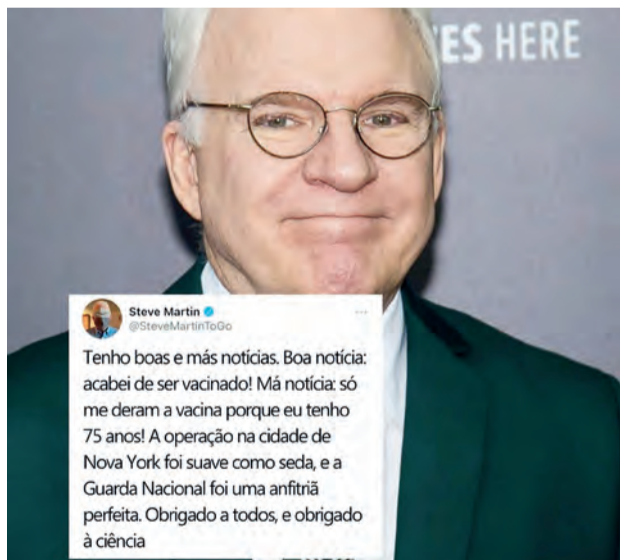 ES HERE
Steve Martin
@SteveMartinToGo
Tenho boas e más notícias. Boa notícia:
acabei de ser vacinado! Má notícia: só
me deram a vacina porque eu tenho
75 anos! A operação na cidade de
Nova York foi suave como seda, e a
Guarda Nacional foi uma anfitriã
perfeita. Obrigado a todos, e obrigado
à ciência